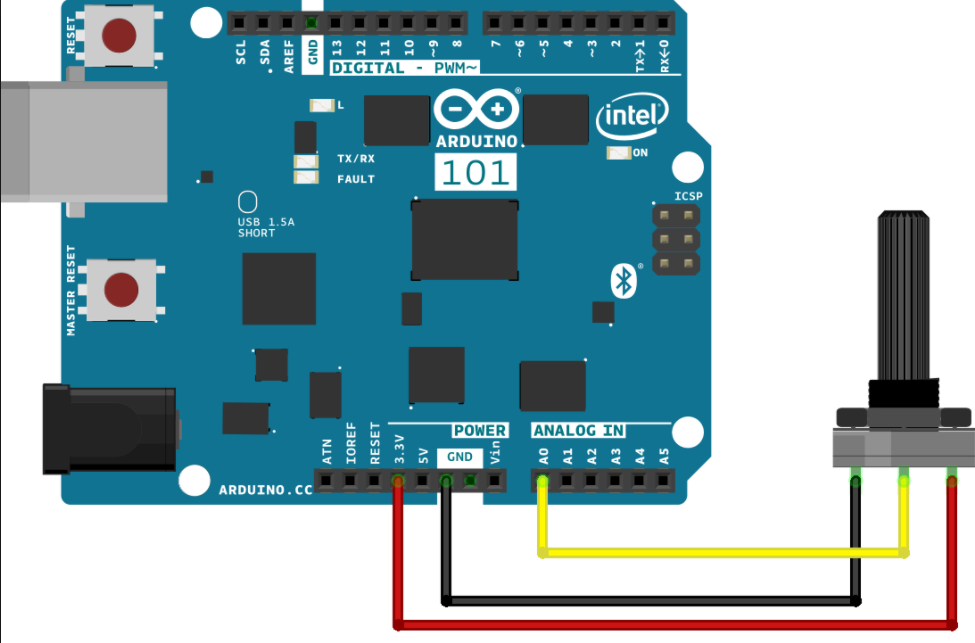 RESET
SCL
SDA
AREF
GND
13
12
11
10
~9
8
7
~6
~5
4
~3
2
TX→1
RX←0
DIGITAL - PWM~
L
TX/RX
FAULT
ARDUINO.
101
intel
®
ON
ICSP
USB 1.5A
SHORT
MASTER RESET
®
POWER
ANALOG IN
ATN
IOREF
RESET
3.3V
5V
GND
Vin
A0
A1
A2
A3
A4
A5
ARDUINO.CC